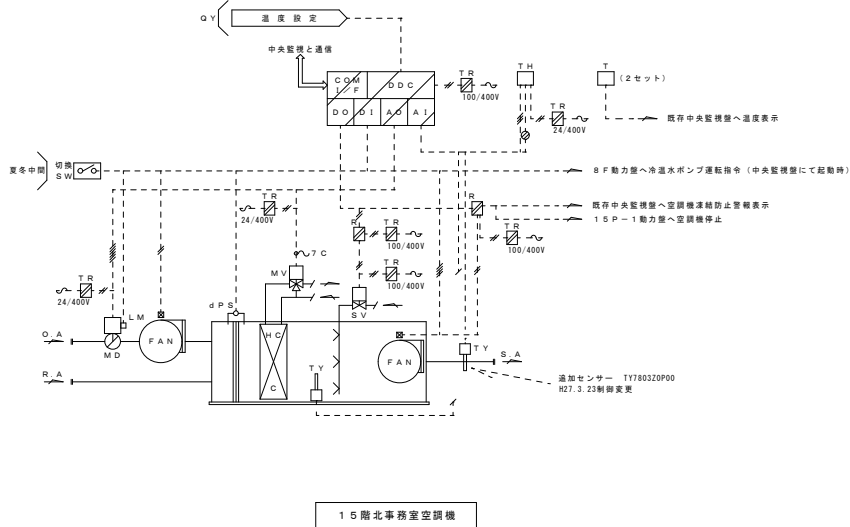 QY
温度設定
中央監視と通信
COM I/F
DDC
DO
DI
AO
AI
TR
100/400V
TH
T
(2セット)
TR
24/400V
既存中央監視盤へ温度表示
夏冬中間
切換
SW
8F動力盤へ冷温水ポンプ運転指令(中央監視盤にて起動時)
TR
24/400V
R
既存中央監視盤へ空調機凍結防止警報表示
15P-1動力盤へ空調機停止
R
TR
100/400V
TR
100/400V
7C
MV
TR
100/400V
TR
24/400V
dPS
SV
LM
O.A
MD
FAN
HC
C
TY
FAN
TY
S.A
R.A
追加センサー TY7803Z0P00
H27.3.23制御変更
15階北事務室空調機